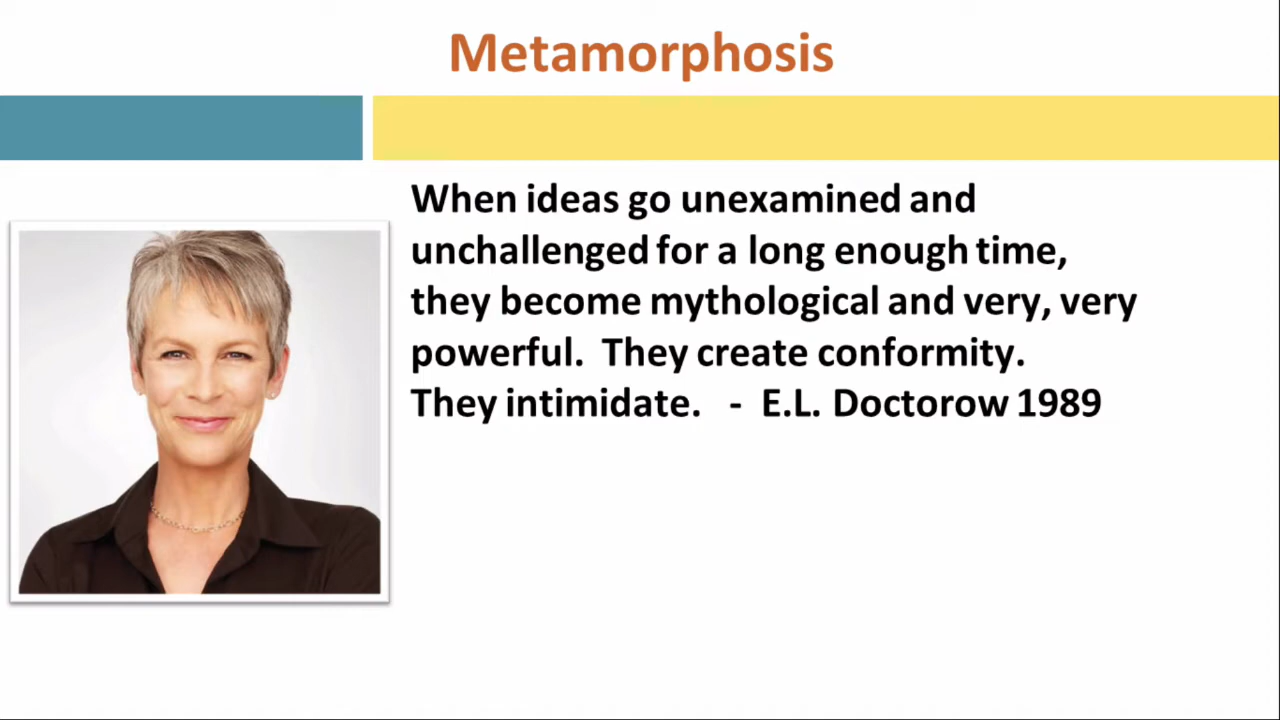 Metamorphosis
When ideas go unexamined and
unchallenged for a long enough time,
they become mythological and very, very
powerful.  They create conformity.
They intimidate.   -  E.L. Doctorow 1989